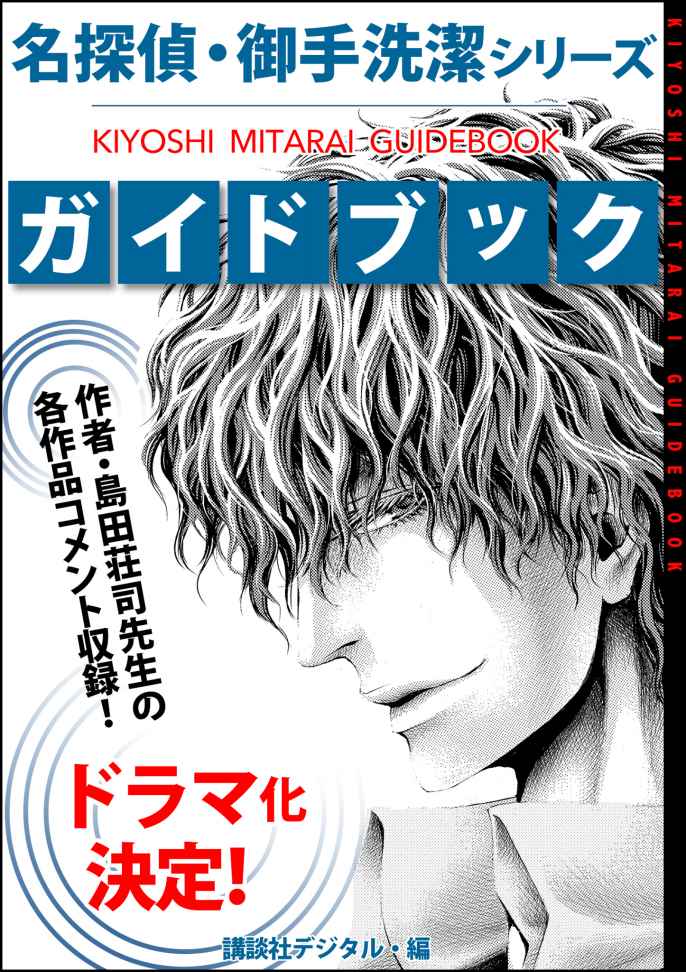 名探偵・御手洗潔シリーズ
KIYOSHI MITARAI GUIDEBOOK
ガイドブック
KIYOSHI MITARAI GUIDEBOOK
作者・島田荘司先生の
各作品コメント収録！
ドラマ化
決定！
講談社デジタル・編